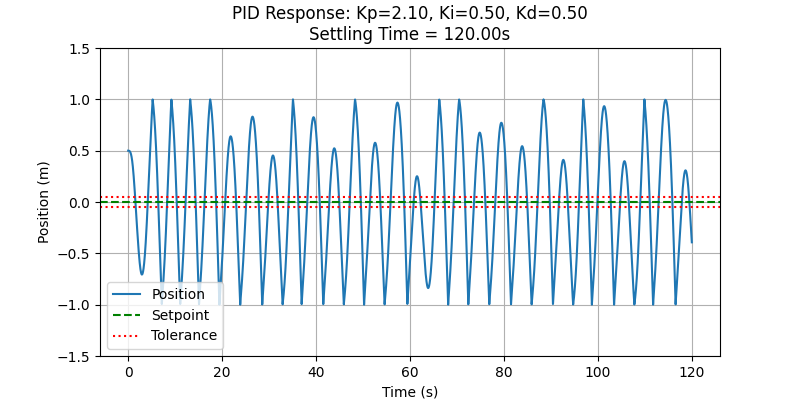 PID Response: Kp=2.10, Ki=0.50, Kd=0.50
Settling Time = 120.00s
Position (m)
1.5
1.0
0.5
0.0
−0.5
−1.0
−1.5
Position
Setpoint
Tolerance
0 20 40 60 80 100 120
Time (s)